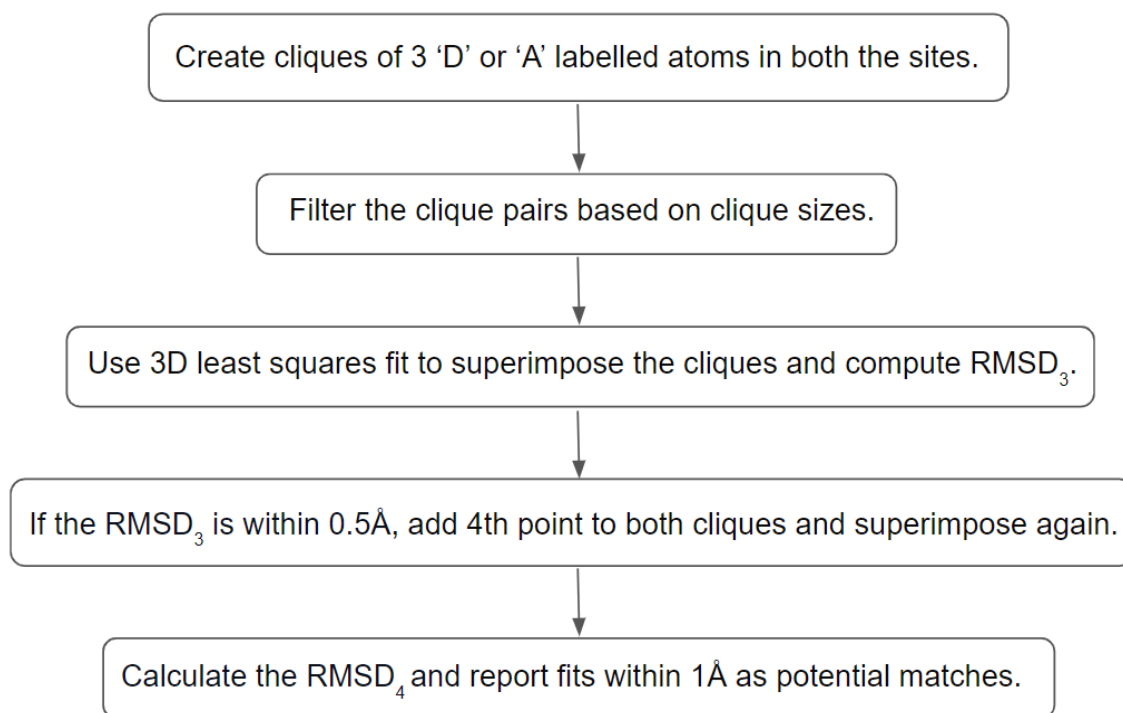 Create cliques of 3 ‘D’ or ‘A’ labelled atoms in both the sites.
Filter the clique pairs based on clique sizes.
Use 3D least squares fit to superimpose the cliques and compute RMSD₃.
If the RMSD₃ is within 0.5Å, add 4th point to both cliques and superimpose again.
Calculate the RMSD₄ and report fits within 1Å as potential matches.